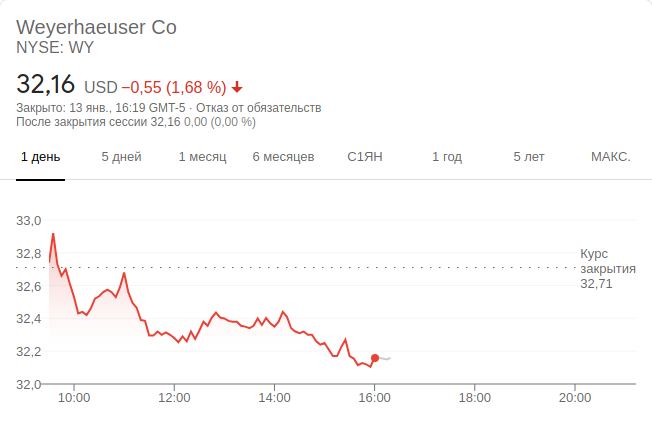 Weyerhaeuser Co
NYSE: WY
32,16 USD −0,55 (1,68 %)
Закрыто: 13 янв., 16:19 GMT-5 · Отказ от обязательств
После закрытия сессии 32,16 0,00 (0,00 %)
1 день 5 дней 1 месяц 6 месяцев С1ЯН 1 год 5 лет МАКС.
33,0
32,8
32,6
32,4
32,2
32,0
Курс
закрытия
32,71
10:00 12:00 14:00 16:00 18:00 20:00